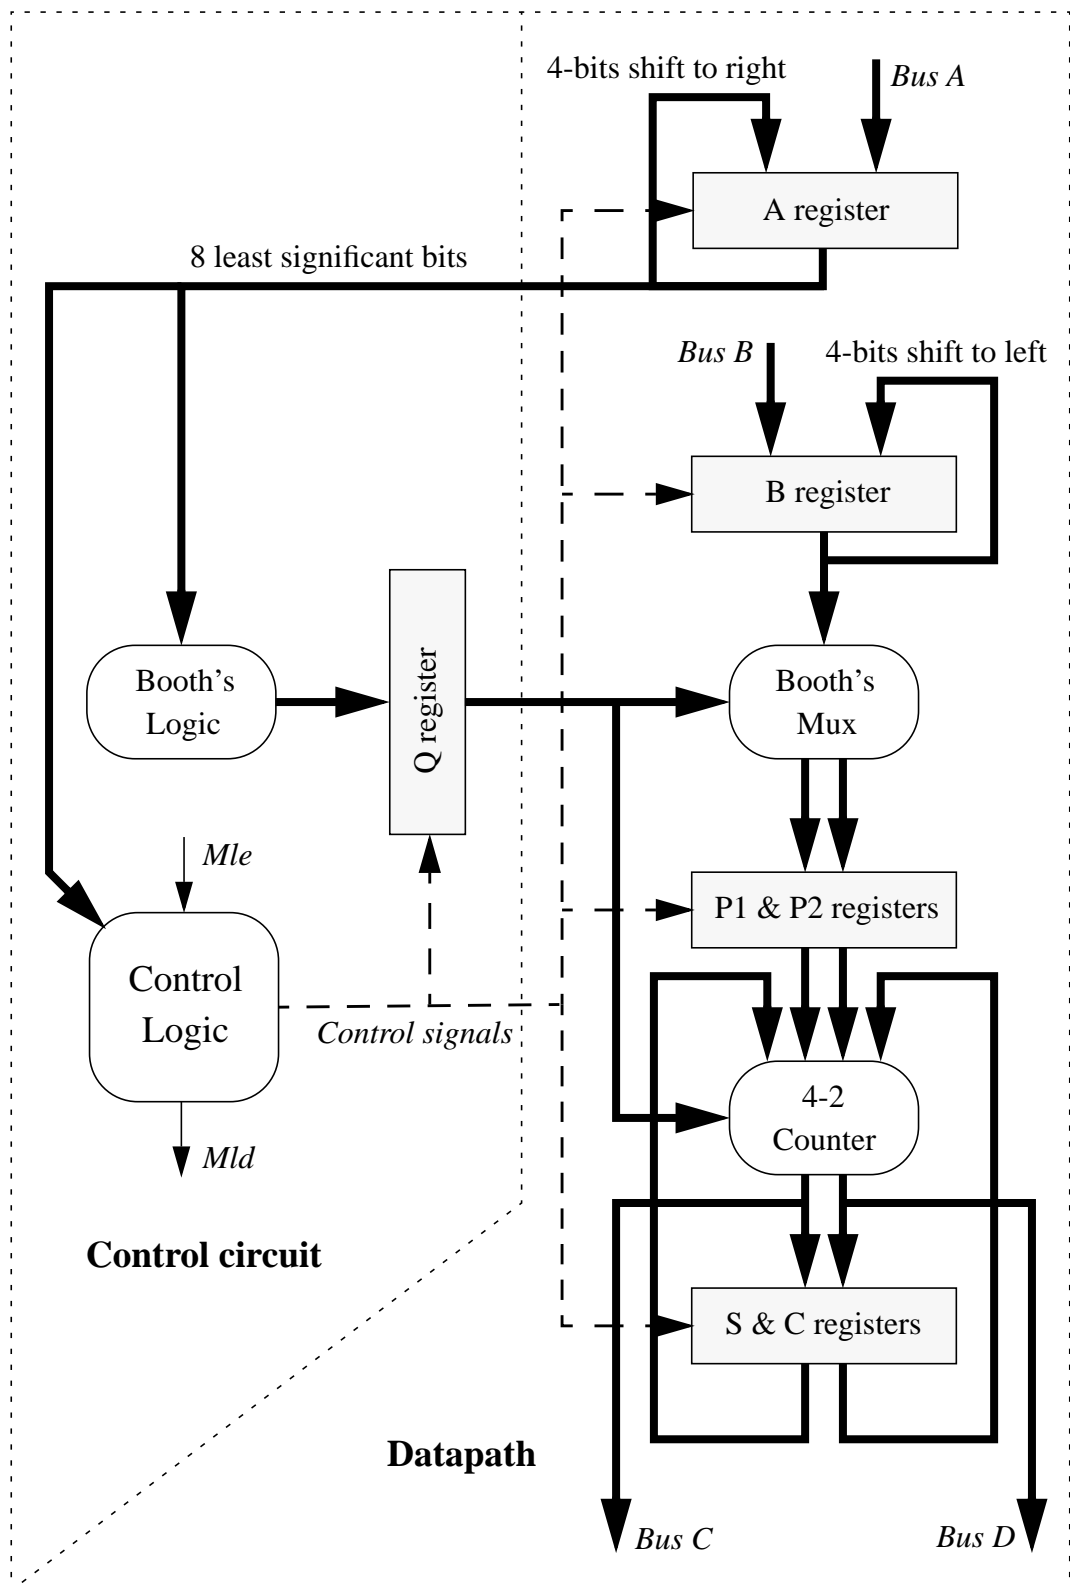 4-bits shift to right
Bus A
A register
8 least significant bits
Bus B
4-bits shift to left
B register
Booth’s
Logic
Q register
Booth’s
Mux
Mle
P1 & P2 registers
Control
Logic
Control signals
4-2
Counter
Mld
Control circuit
S & C registers
Datapath
Bus C
Bus D